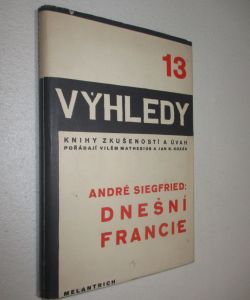 13
VÝHLEDY
KNIHY ZKUŠENOSTÍ A ÚVAH
POŘÁDAJÍ VILÉM MATHESIUS A JAN B. KOZÁK
ANDRÉ SIEGFRIED:
DNEŠNÍ
FRANCIE
MELANTRICH